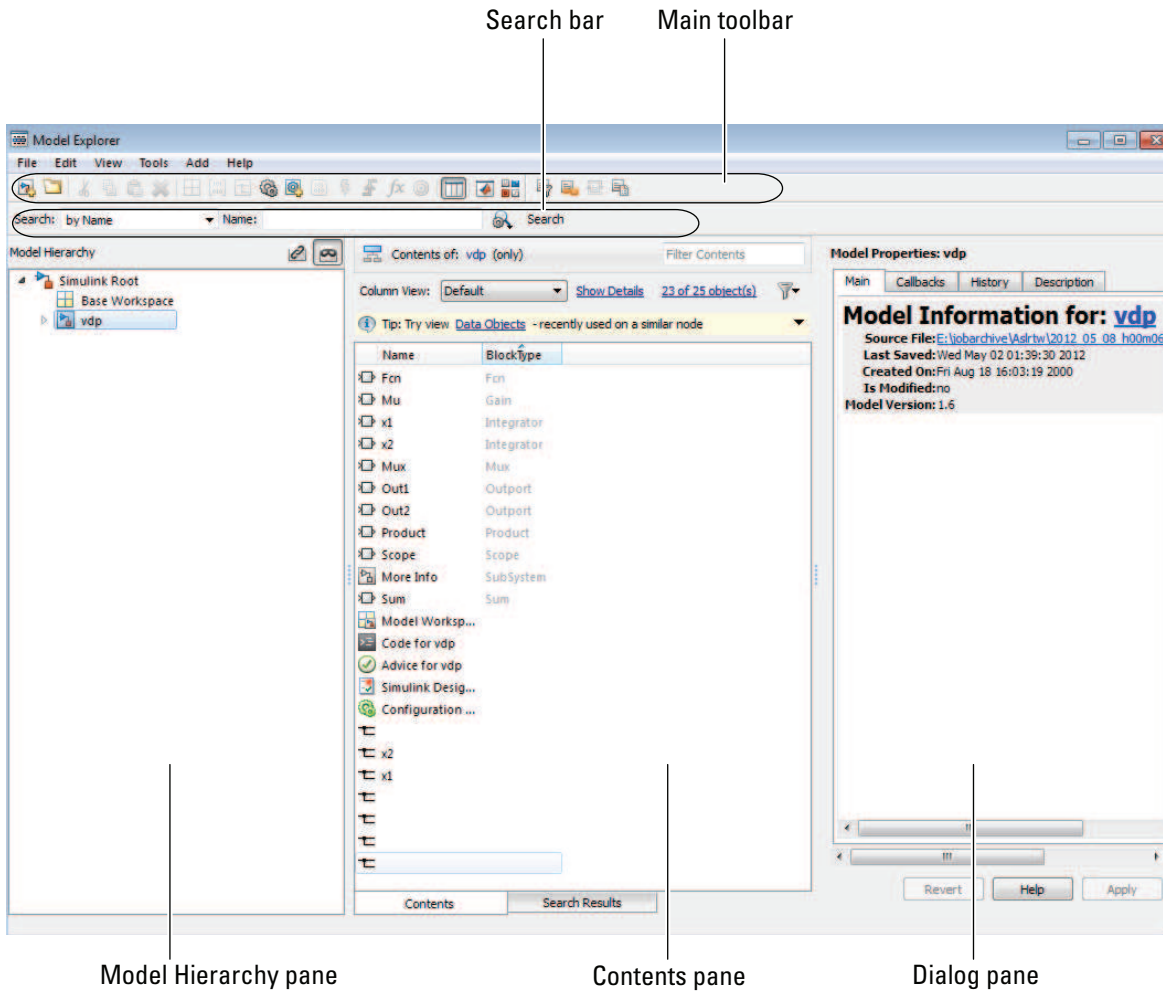 Search bar Main toolbar
Model Explorer
File Edit View Tools Add Help
Search: by Name Name: Search
Model Hierarchy
Simulink Root
Base Workspace
vdp
Contents of: vdp (only) Filter Contents
Column View: Default Show Details 23 of 25 object(s)
Tip: Try view Data Objects - recently used on a similar node
Name BlockType
Fcn Fcn
Mu Gain
x1 Integrator
x2 Integrator
Mux Mux
Out1 Outport
Out2 Outport
Product Product
Scope Scope
More Info SubSystem
Sum Sum
Model Worksp...
Code for vdp
Advice for vdp
Simulink Desig...
Configuration ...
x2
x1
Contents Search Results
Model Properties: vdp
Main Callbacks History Description
Model Information for: vdp
Source File: E:\jobarchive\Aslrtw\2012_05_08_h00m06
Last Saved: Wed May 02 01:39:30 2012
Created On: Fri Aug 18 16:03:19 2000
Is Modified: no
Model Version: 1.6
Revert Help Apply
Model Hierarchy pane Contents pane Dialog pane